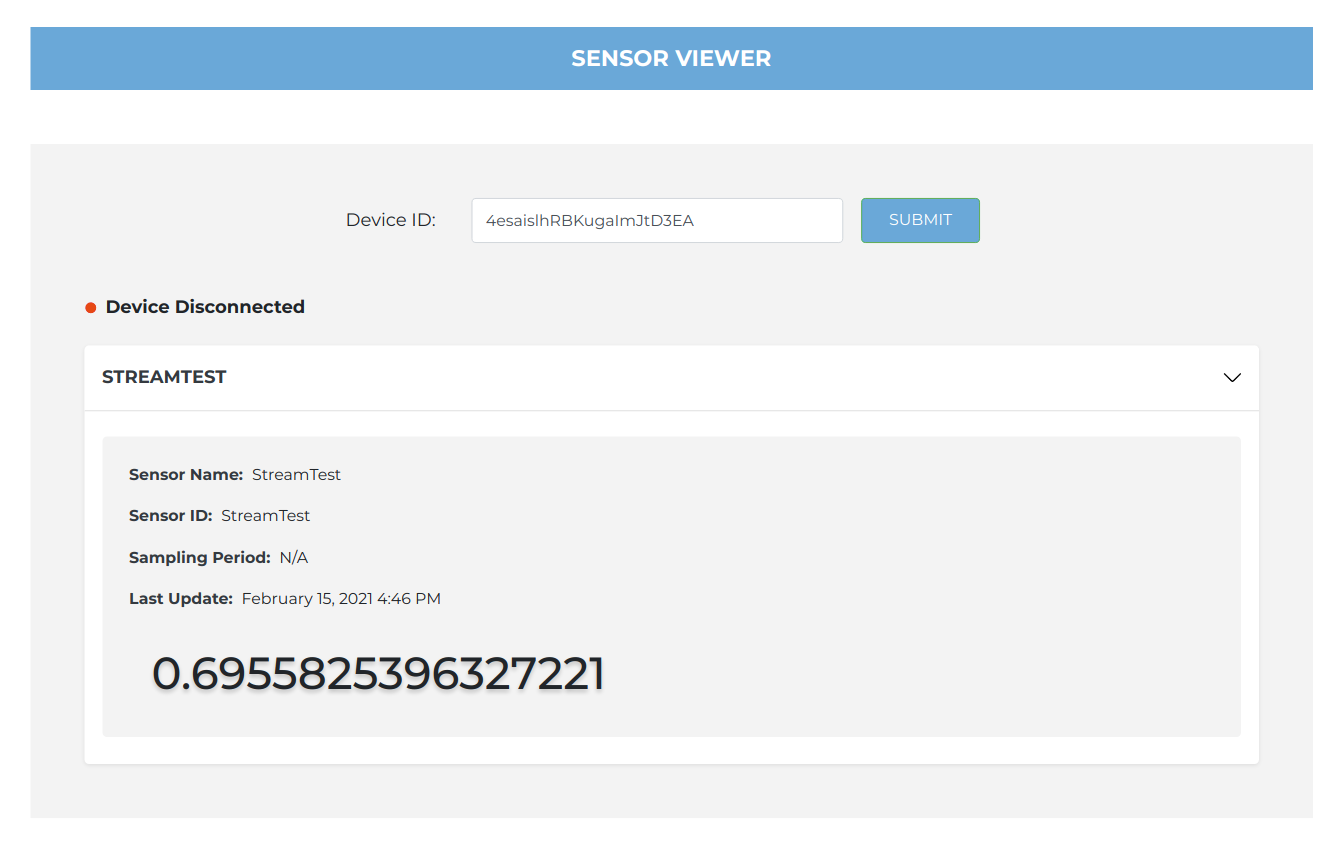 SENSOR VIEWER
Device ID: 4esaislhRBKugaImJtD3EA SUBMIT
Device Disconnected
STREAMTEST
Sensor Name: StreamTest
Sensor ID: StreamTest
Sampling Period: N/A
Last Update: February 15, 2021 4:46 PM
0.6955825396327221